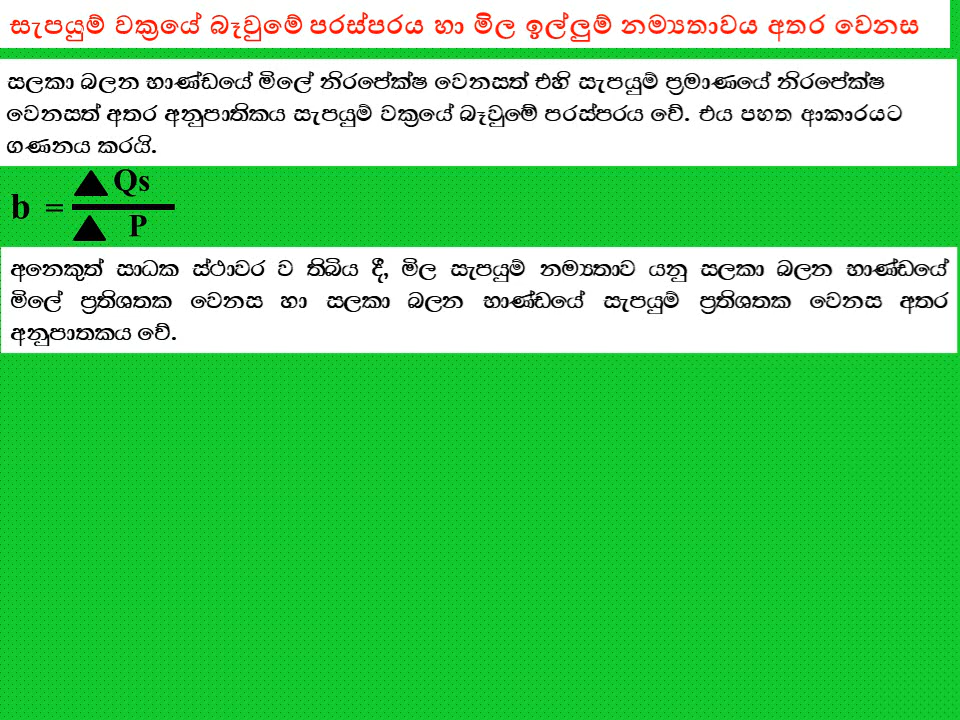 සැපයුම් වක්‍රයේ බෑවුමේ පරස්පරය හා මිල ඉල්ලුම් නම්‍යතාවය අතර වෙනස
සලකා බලන භාණ්ඩයේ මිලේ නිරපේක්ෂ වෙනසත් එහි සැපයුම් ප්‍රමාණයේ නිරපේක්ෂ
වෙනසත් අතර අනුපාතිකය සැපයුම් වක්‍රයේ බෑවුමේ පරස්පරය වේ. එය පහත ආකාරයට
ගණනය කරයි.
b = ▲ Qs
▲ P
අනෙකුත් සාධක ස්ථාවර ව තිබිය දී, මිල සැපයුම් නම්‍යතාව යනු සලකා බලන භාණ්ඩයේ
මිලේ ප්‍රතිශතක වෙනස හා සලකා බලන භාණ්ඩයේ සැපයුම් ප්‍රතිශතක වෙනස අතර
අනුපාතකය වේ.